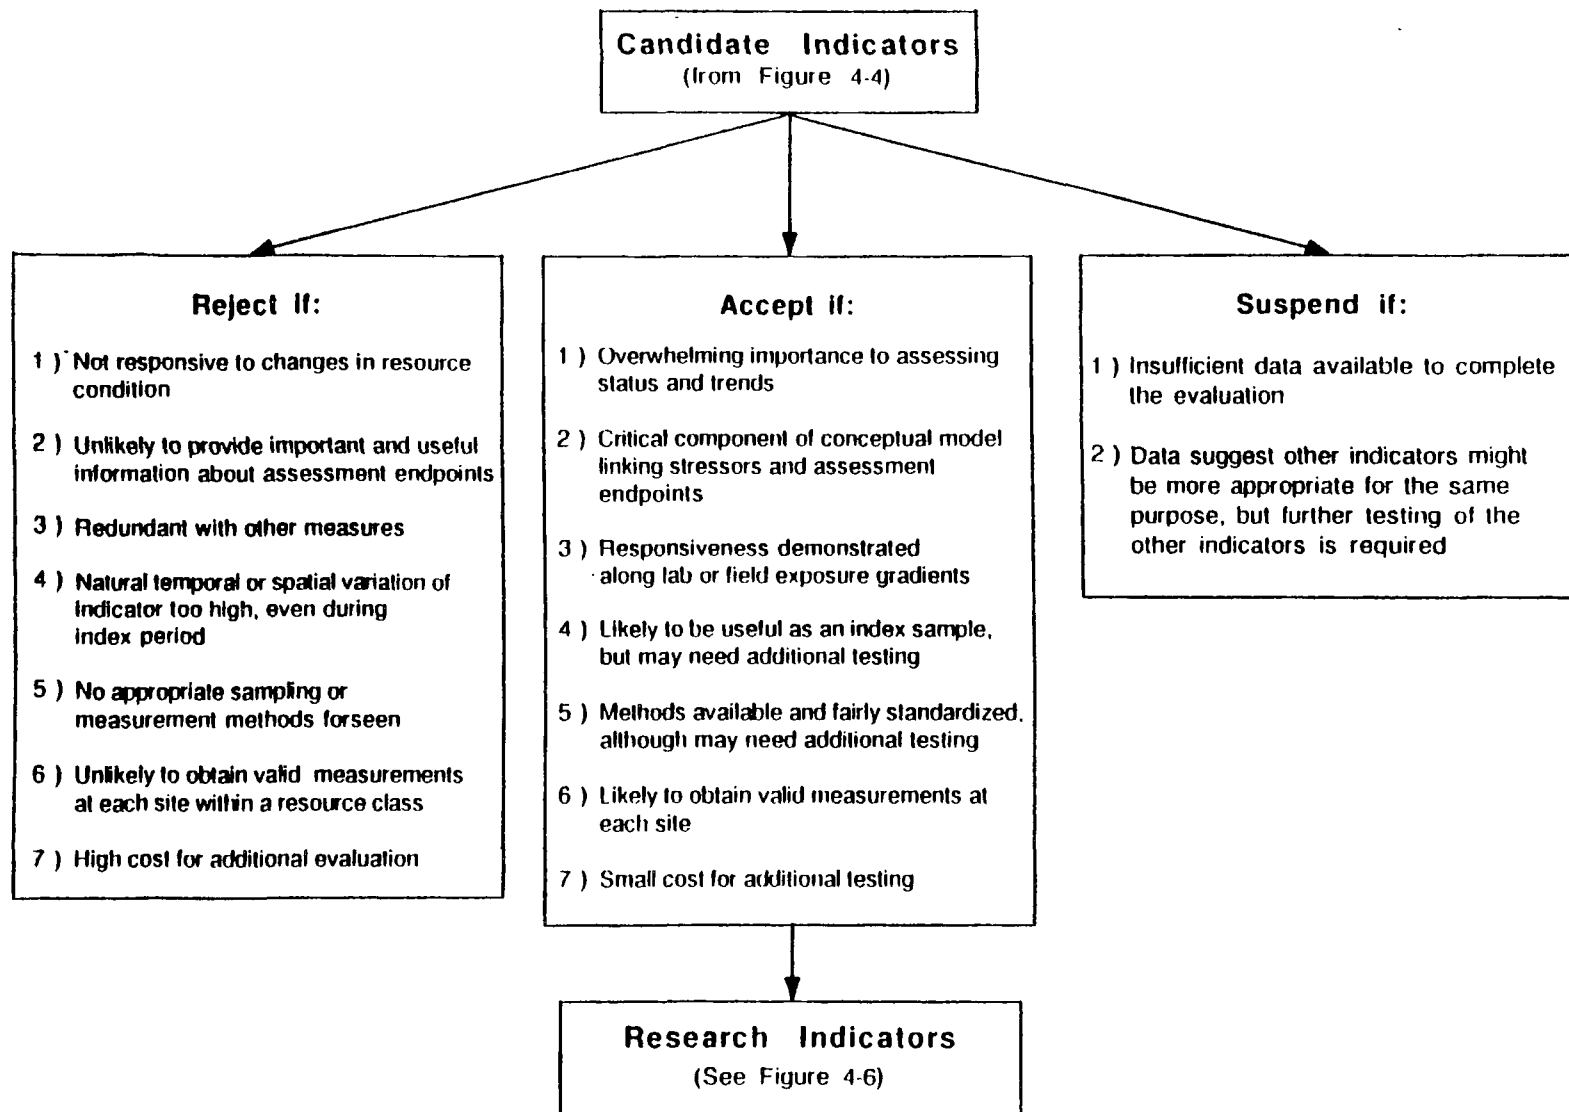 Candidate Indicators
(from Figure 4-4)
Reject if:
1) Not responsive to changes in resource
condition
2) Unlikely to provide important and useful
information about assessment endpoints
3) Redundant with other measures
4) Natural temporal or spatial variation of
indicator too high, even during
index period
5) No appropriate sampling or
measurement methods forseen
6) Unlikely to obtain valid measurements
at each site within a resource class
7) High cost for additional evaluation
Accept if:
1) Overwhelming importance to assessing
status and trends
2) Critical component of conceptual model
linking stressors and assessment
endpoints
3) Responsiveness demonstrated
along lab or field exposure gradients
4) Likely to be useful as an index sample,
but may need additional testing
5) Methods available and fairly standardized,
although may need additional testing
6) Likely to obtain valid measurements at
each site
7) Small cost for additional testing
Suspend if:
1) Insufficient data available to complete
the evaluation
2) Data suggest other indicators might
be more appropriate for the same
purpose, but further testing of the
other indicators is required
Research Indicators
(See Figure 4-6)